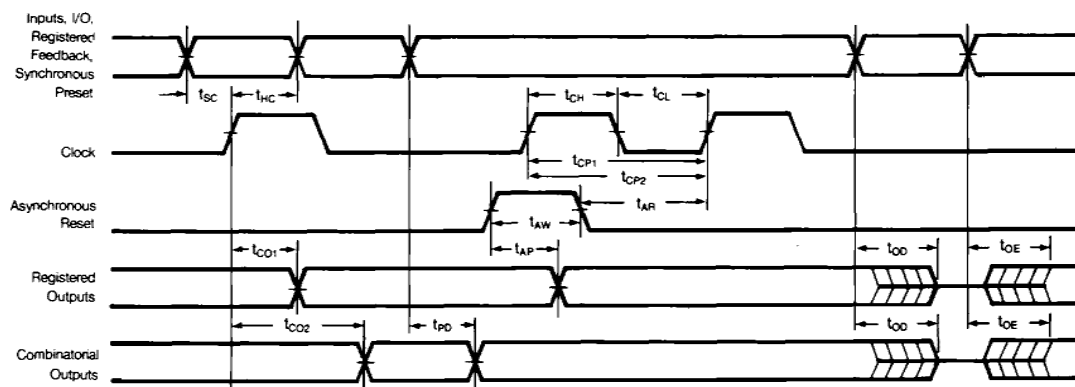 Inputs, I/O,
Registered
Feedback,
Synchronous
Preset
tSC
tHC
tCH
tCL
Clock
tCP1
tCP2
Asynchronous
Reset
tAR
tAW
tCO1
tAP
tOD
tOE
Registered
Outputs
tCO2
tPD
tOD
tOE
Combinatorial
Outputs